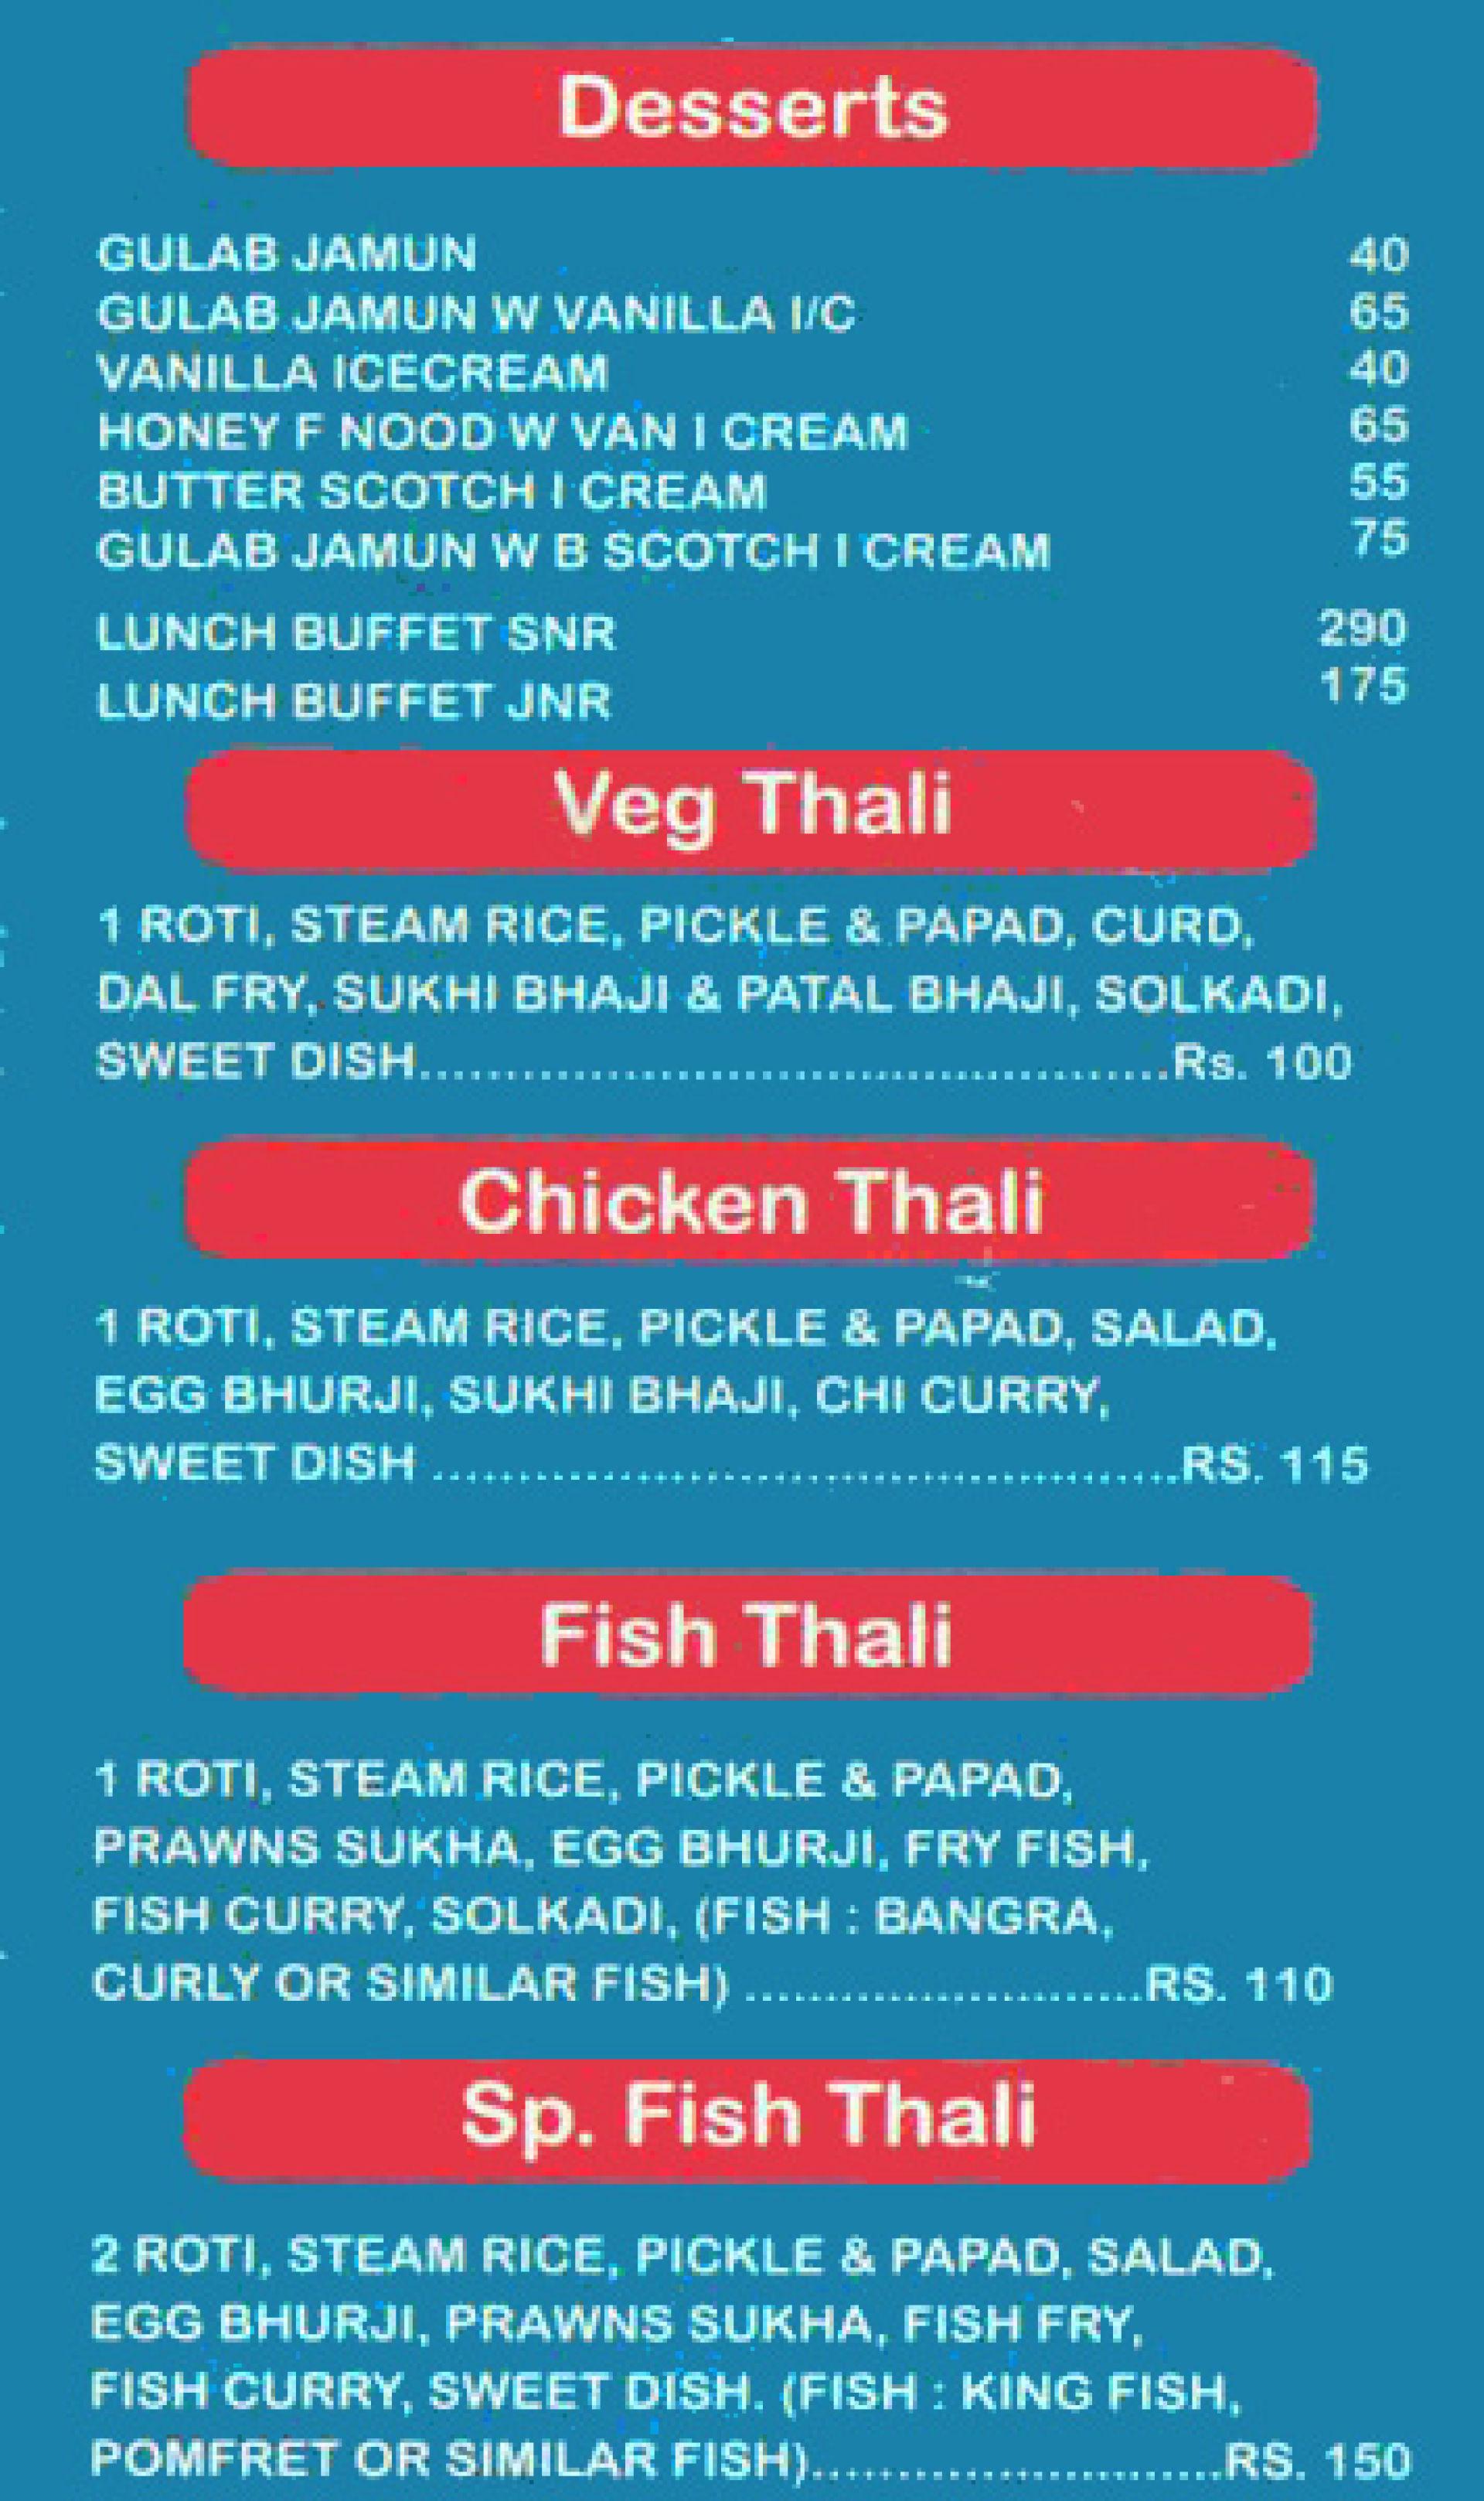 Desserts
GULAB JAMUN 40
GULAB JAMUN W VANILLA I/C 65
VANILLA ICECREAM 40
HONEY F NOOD W VAN I CREAM 65
BUTTER SCOTCH I CREAM 55
GULAB JAMUN W B SCOTCH I CREAM 75
LUNCH BUFFET SNR 290
LUNCH BUFFET JNR 175
Veg Thali
1 ROTI, STEAM RICE, PICKLE & PAPAD, CURD,
DAL FRY, SUKHI BHAJI & PATAL BHAJI, SOLKADI,
SWEET DISH............................................Rs. 100
Chicken Thali
1 ROTI, STEAM RICE, PICKLE & PAPAD, SALAD,
EGG BHURJI, SUKHI BHAJI, CHI CURRY,
SWEET DISH ............................................RS. 115
Fish Thali
1 ROTI, STEAM RICE, PICKLE & PAPAD,
PRAWNS SUKHA, EGG BHURJI, FRY FISH,
FISH CURRY, SOLKADI, (FISH : BANGRA,
CURLY OR SIMILAR FISH) ........................RS. 110
Sp. Fish Thali
2 ROTI, STEAM RICE, PICKLE & PAPAD, SALAD,
EGG BHURJI, PRAWNS SUKHA, FISH FRY,
FISH CURRY, SWEET DISH. (FISH : KING FISH,
POMFRET OR SIMILAR FISH)........................RS. 150